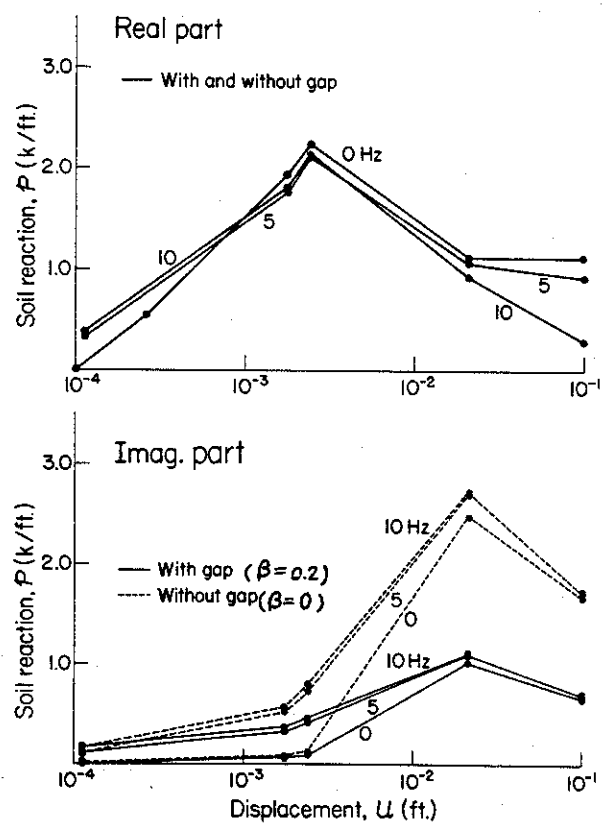 Real part
With and without gap
3.0
2.0
1.0
Soil reaction, p (k/ft.)
0 Hz
10
5
5
10
10⁻⁴
10⁻³
10⁻²
10⁻¹
Imag. part
With gap (β=0.2)
Without gap (β=0)
3.0
2.0
1.0
Soil reaction, p (k/ft.)
10 Hz
5
0
10 Hz
5
0
10⁻⁴
10⁻³
10⁻²
10⁻¹
Displacement, u (ft.)